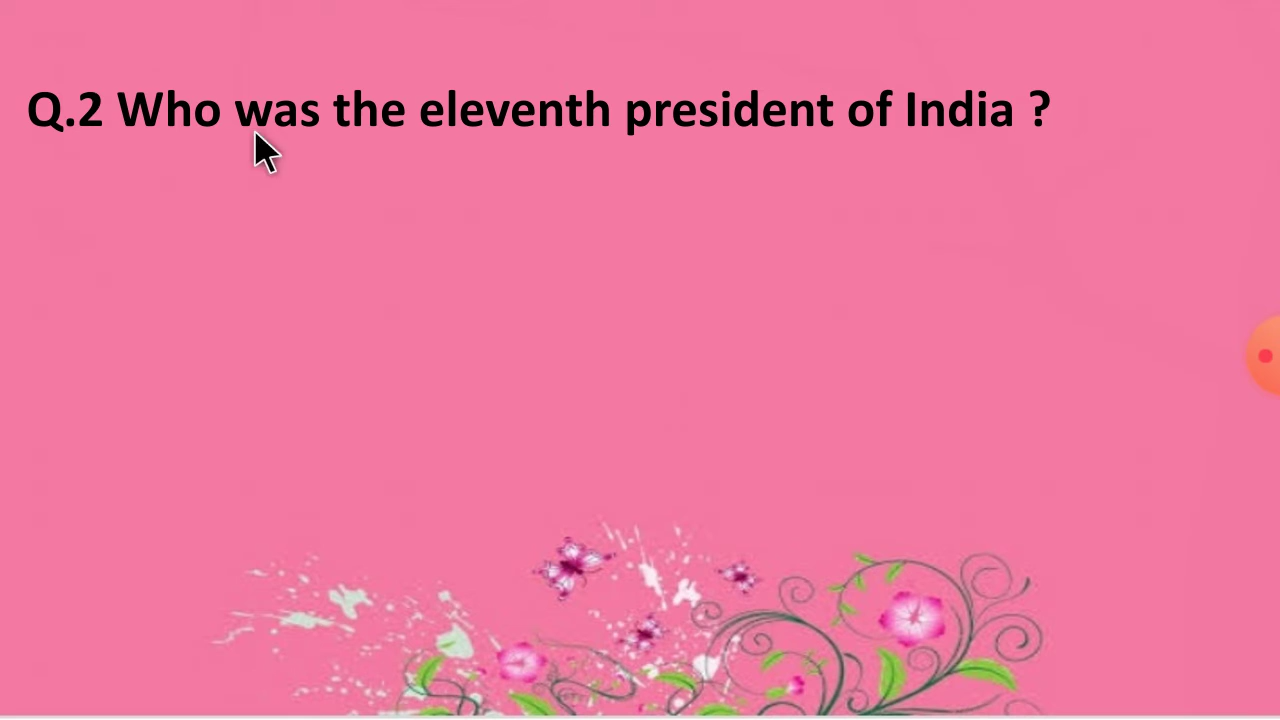 Q.2 Who was the eleventh president of India ?